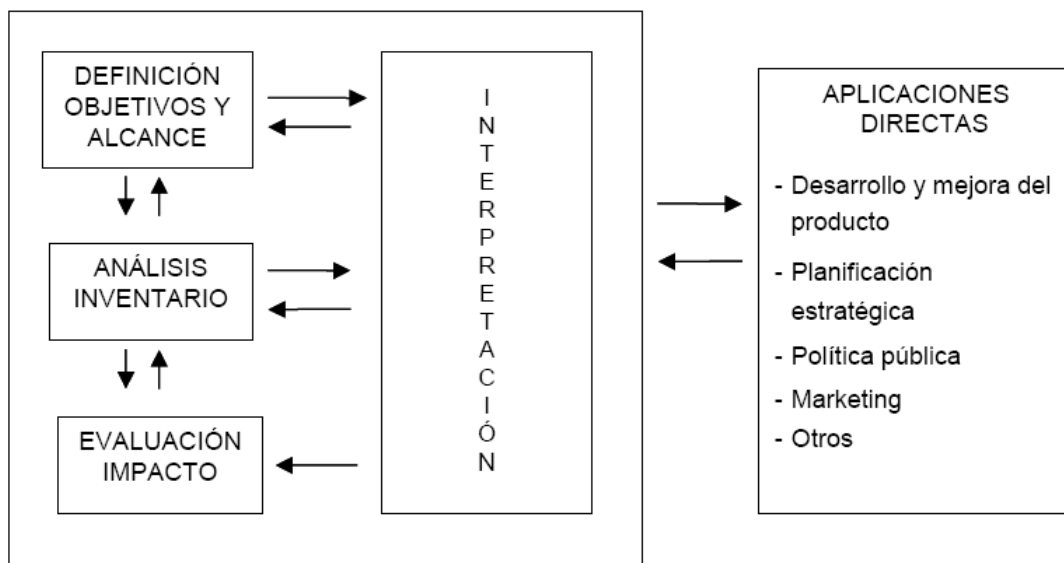 DEFINICIÓN
OBJETIVOS Y
ALCANCE
ANÁLISIS
INVENTARIO
EVALUACIÓN
IMPACTO
INTERPRETACIÓN
APLICACIONES
DIRECTAS
- Desarrollo y mejora del
producto
- Planificación
estratégica
- Política pública
- Marketing
- Otros